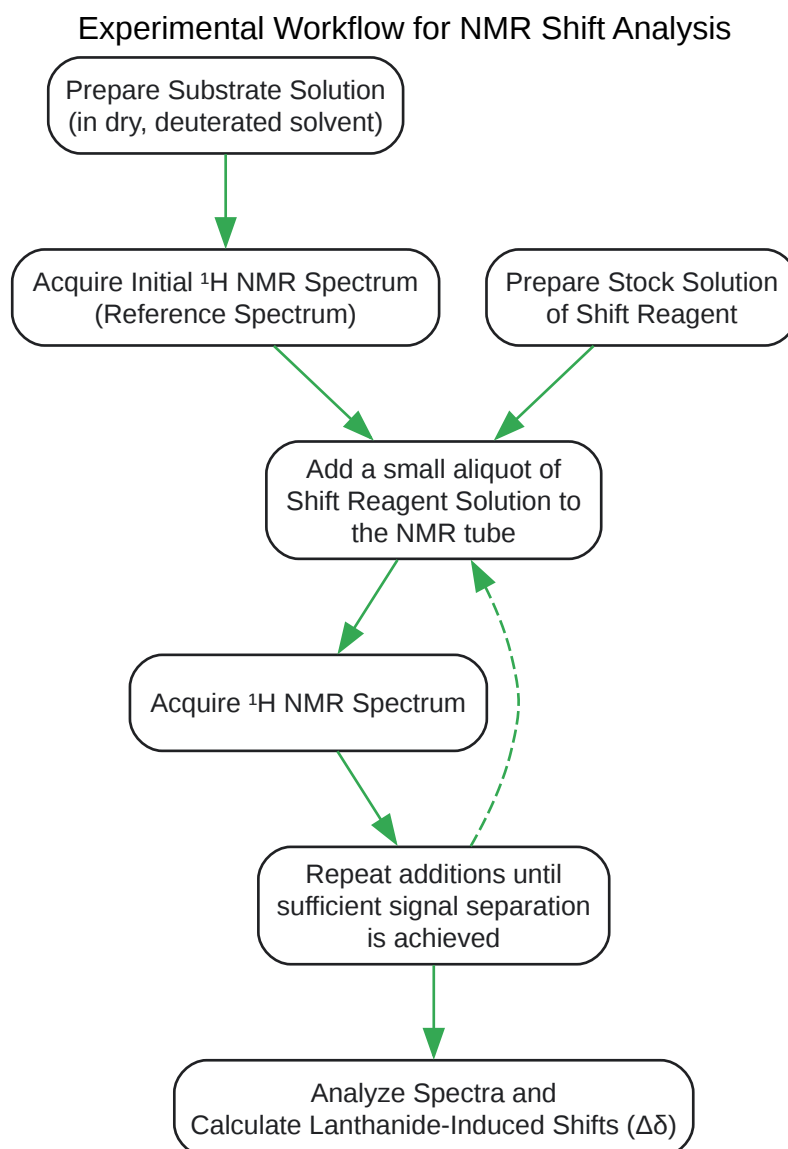 Experimental Workflow for NMR Shift Analysis
Prepare Substrate Solution
(in dry, deuterated solvent)
Acquire Initial ¹H NMR Spectrum
(Reference Spectrum)
Prepare Stock Solution
of Shift Reagent
Add a small aliquot of
Shift Reagent Solution to
the NMR tube
Acquire ¹H NMR Spectrum
Repeat additions until
sufficient signal separation
is achieved
Analyze Spectra and
Calculate Lanthanide-Induced Shifts (Δδ)